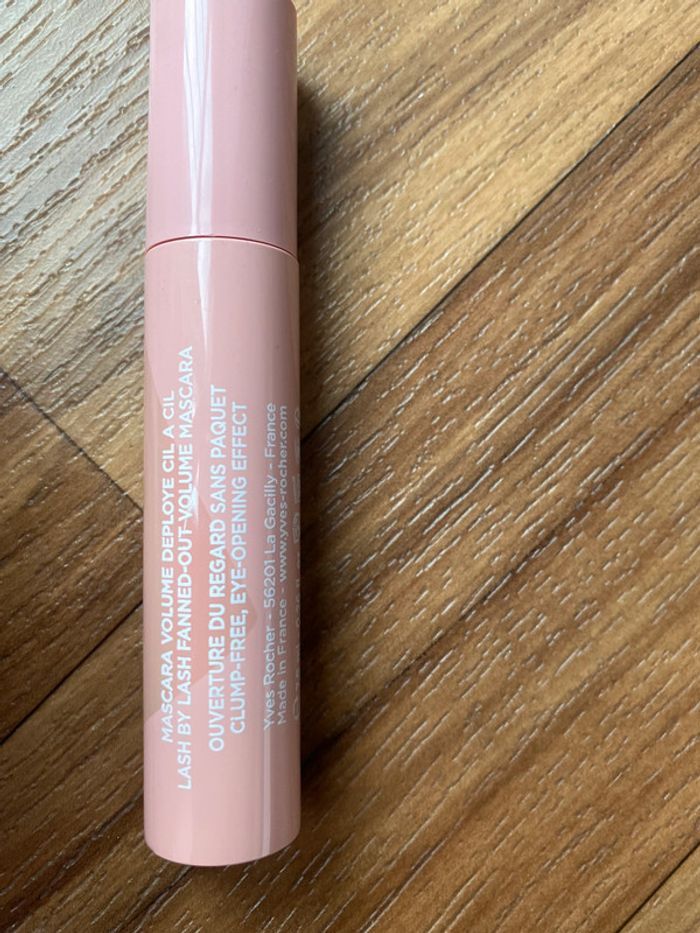 MASCARA VOLUME DEPLOYE CIL A CIL
LASH BY LASH FANNED-OUT VOLUME MASCARA
OUVERTURE DU REGARD SANS PAQUET
CLUMP-FREE, EYE-OPENING EFFECT
Yves Rocher - 56201 La Gacilly - France
Made in France - www.yves-rocher.com